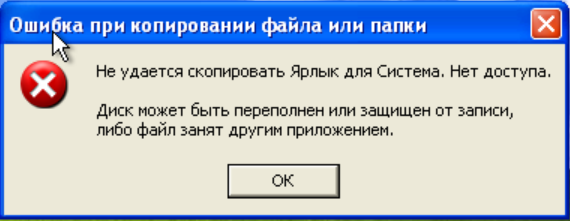 Ошибка при копировании файла или папки
Не удается скопировать Ярлык для Система. Нет доступа.
Диск может быть переполнен или защищен от записи,
либо файл занят другим приложением.
ОК